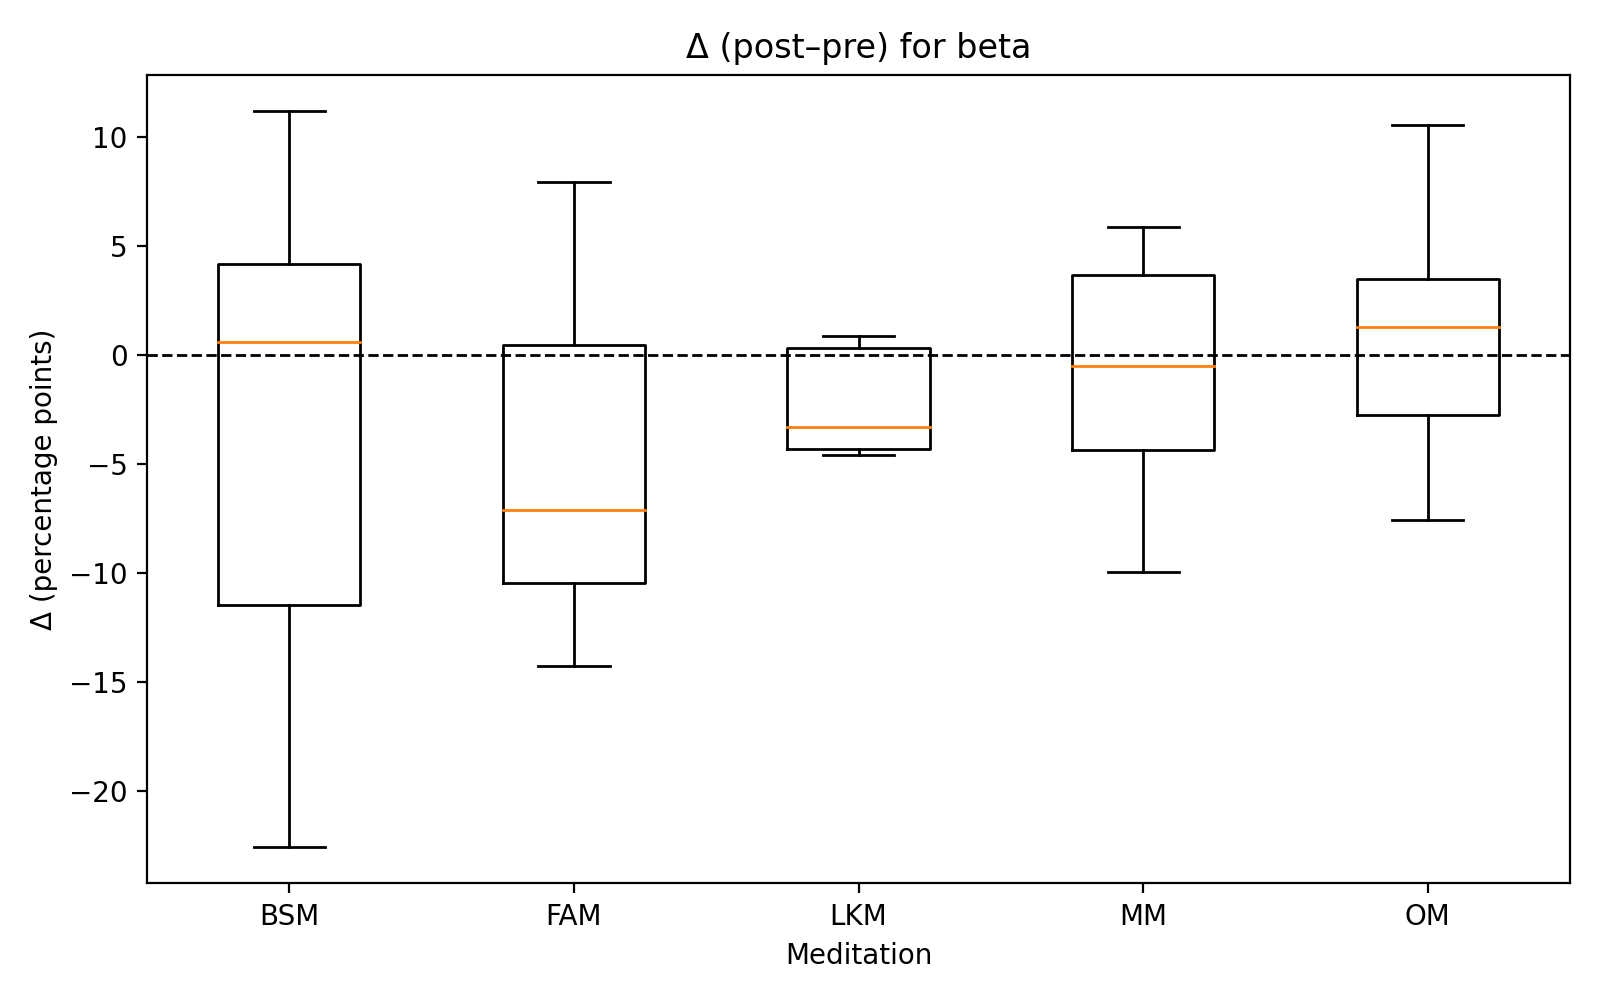 Δ (post–pre) for beta
Δ (percentage points)
10
5
0
−5
−10
−15
−20
BSM
FAM
LKM
MM
OM
Meditation